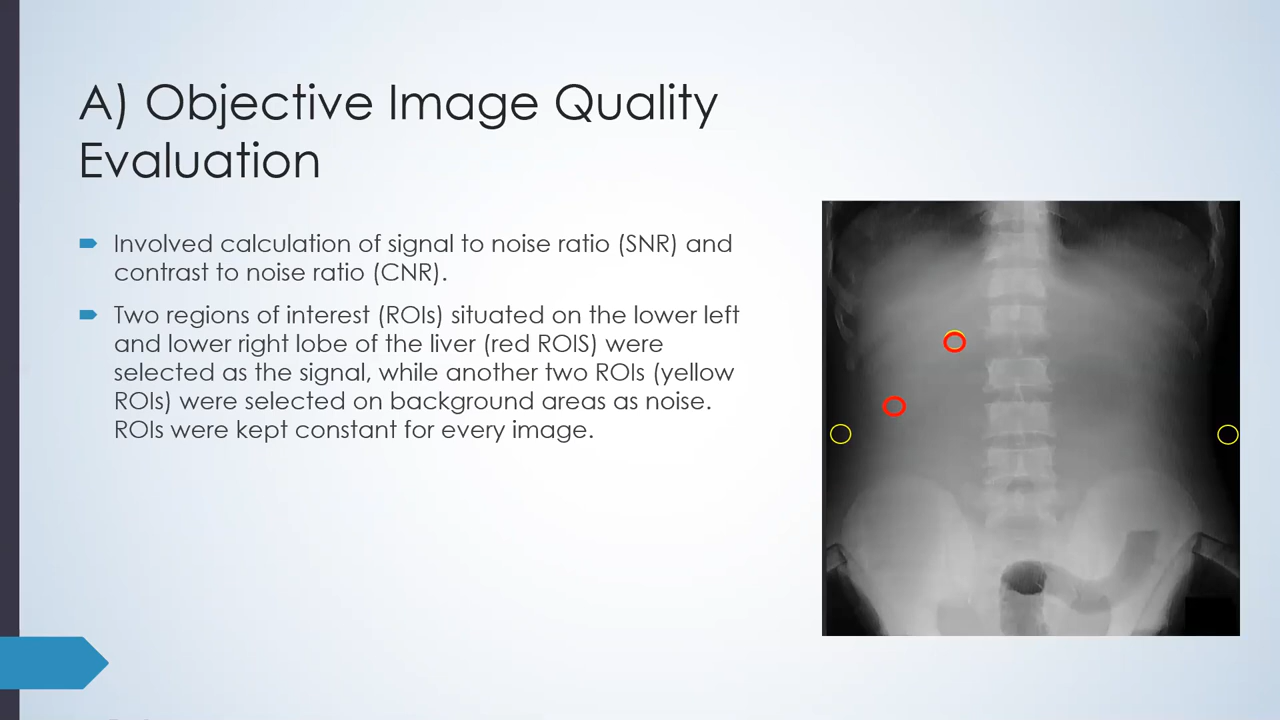 A) Objective Image Quality
Evaluation
Involved calculation of signal to noise ratio (SNR) and
contrast to noise ratio (CNR).
Two regions of interest (ROIs) situated on the lower left
and lower right lobe of the liver (red ROIS) were
selected as the signal, while another two ROIs (yellow
ROIs) were selected on background areas as noise.
ROIs were kept constant for every image.